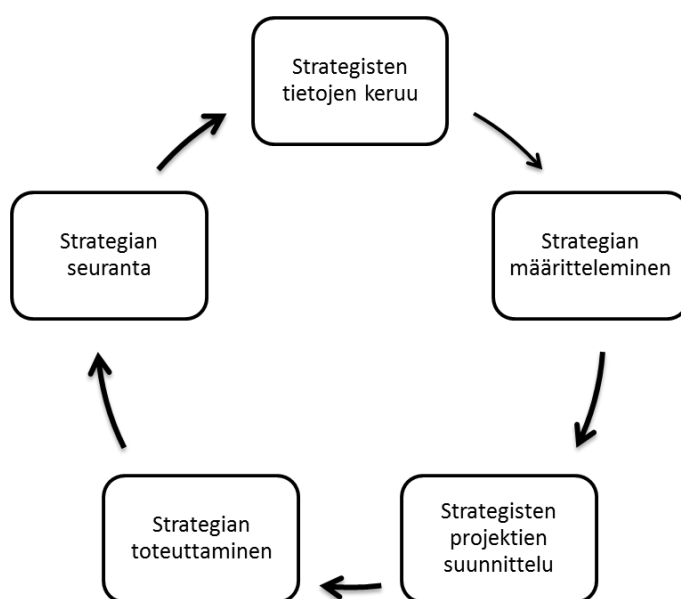 Strategisten
tietojen keruu
Strategian
määritteleminen
Strategisten
projektien
suunnittelu
Strategian
toteuttaminen
Strategian
seuranta